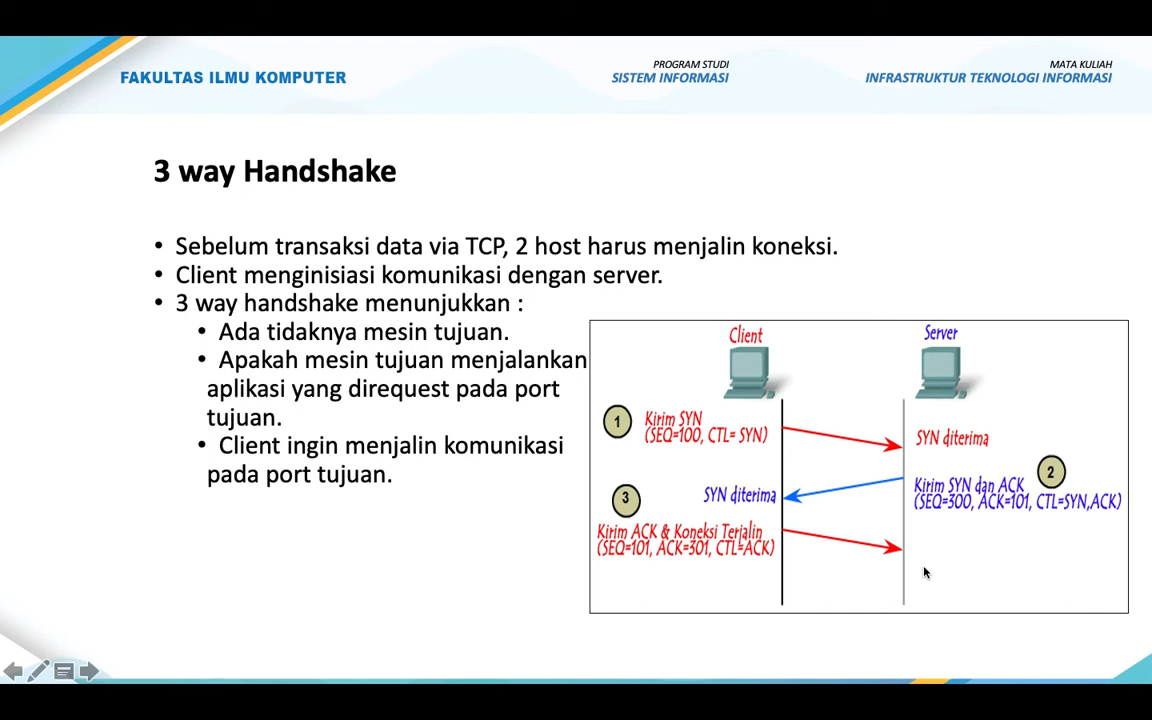 FAKULTAS ILMU KOMPUTER
PROGRAM STUDI
SISTEM INFORMASI
MATA KULIAH
INFRASTRUKTUR TEKNOLOGI INFORMASI
3 way Handshake
• Sebelum transaksi data via TCP, 2 host harus menjalin koneksi.
• Client menginisiasi komunikasi dengan server.
• 3 way handshake menunjukkan :
• Ada tidaknya mesin tujuan.
• Apakah mesin tujuan menjalankan
aplikasi yang direquest pada port
tujuan.
• Client ingin menjalin komunikasi
pada port tujuan.
Client
Server
1
Kirim SYN
(SEQ=100, CTL= SYN)
SYN diterima
2
Kirim SYN dan ACK
(SEQ=300, ACK=101, CTL=SYN,ACK)
SYN diterima
3
Kirim ACK & Koneksi Terjalin
(SEQ=101, ACK=301, CTL=ACK)